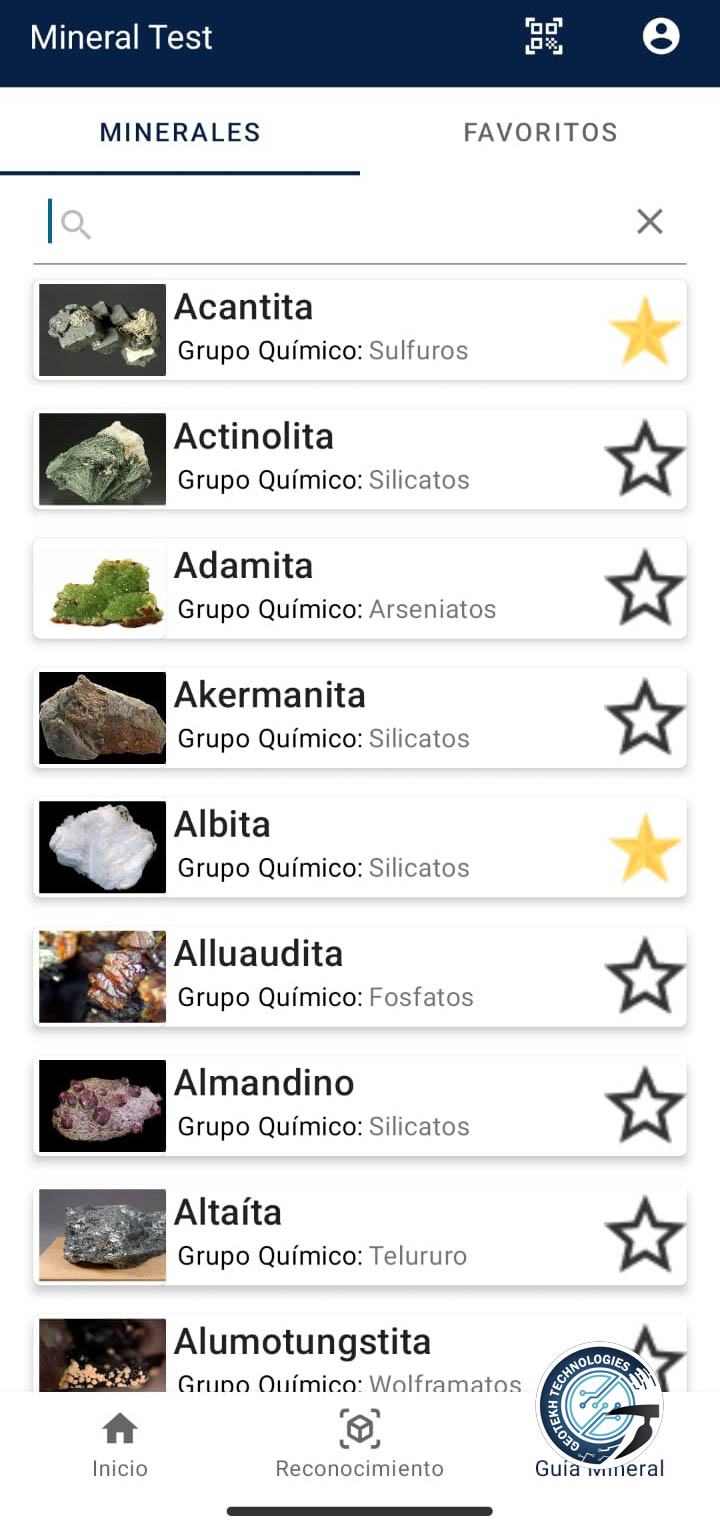 Mineral Test
MINERALES
FAVORITOS
Acantita
Grupo Químico: Sulfuros
Actinolita
Grupo Químico: Silicatos
Adamita
Grupo Químico: Arseniatos
Akermanita
Grupo Químico: Silicatos
Albita
Grupo Químico: Silicatos
Alluaudita
Grupo Químico: Fosfatos
Almandino
Grupo Químico: Silicatos
Altaíta
Grupo Químico: Telururo
Alumotungstita
Grupo Químico: Wolframatos
GEOTEKH TECHNOLOGIES
Inicio
Reconocimiento
Guía Mineral